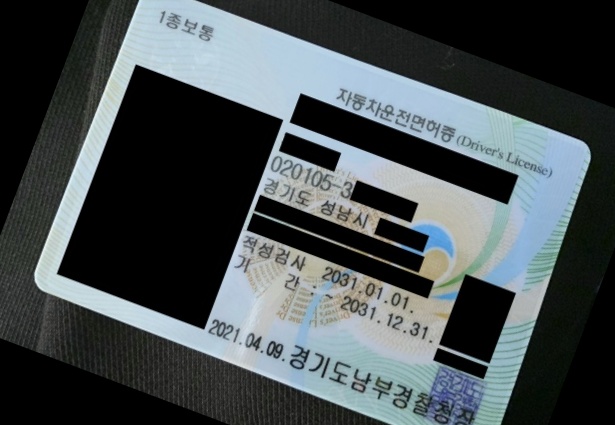 1종보통
자동차운전면허증 (Driver's License)
020105-3
경기도 성남시
적성검사 2031.01.01.
기 간 : ~ 2031.12.31.
2021.04.09. 경기도남부경찰청장